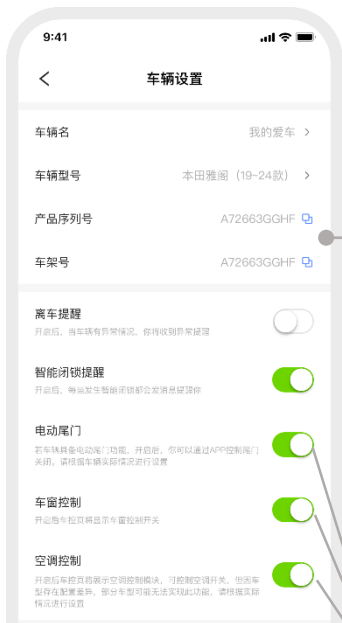 9:41
车辆设置
车辆名 我的爱车
车辆型号 本田雅阁（19~24款）
产品序列号 A72663GGHF
车架号 A72663GGHF
离车提醒
开启后，当车辆有异常情况，你将收到异常提醒
智能闭锁提醒
开启后，每当发生智能闭锁都会发消息提醒你
电动尾门
若车辆具备电动尾门功能，开启后，你可以通过APP控制尾门
关闭。请根据车辆实际情况进行设置
车窗控制
开启后车控页将显示车窗控制开关
空调控制
开启后车控页将展示空调控制模块，可控制空调开关，但因车
型存在配置差异，部分车型可能无法实现此功能，请根据实际
情况进行设置